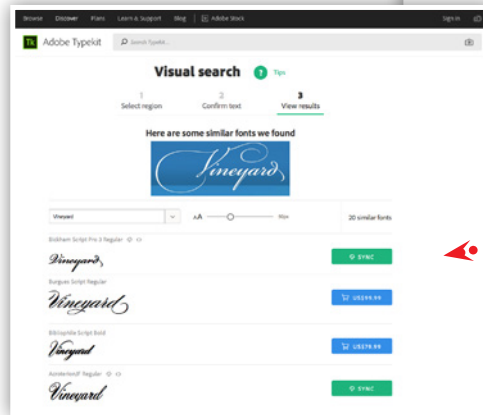 Browse Discover Plans Learn & Support Blog Adobe Stock Sign in
Tk Adobe Typekit Search Typekit...
Visual search ? Tips
1 2 3
Select region Confirm text View results
Here are some similar fonts we found
Vineyard
Vineyard AA 20 similar fonts
Bickham Script Pro 3 Regular
Vineyard SYNC
Burgues Script Regular
Vineyard US$99.99
Bibliophile Script Bold
Vineyard US$79.99
Vineyard SYNC